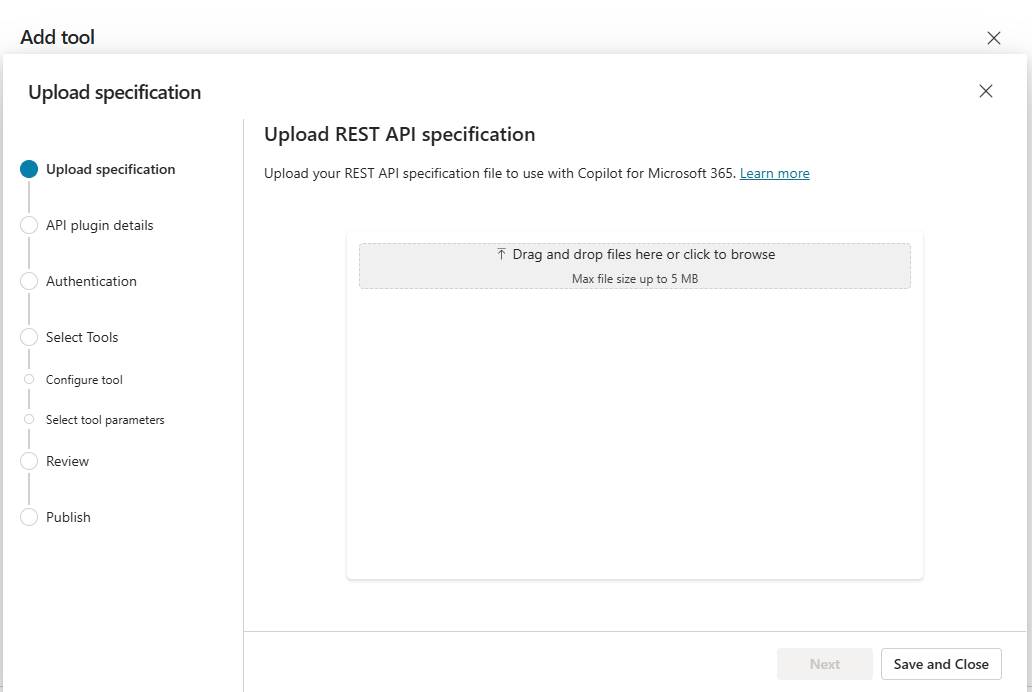 Add tool
Upload specification
Upload specification
API plugin details
Authentication
Select Tools
Configure tool
Select tool parameters
Review
Publish
Upload REST API specification
Upload your REST API specification file to use with Copilot for Microsoft 365. Learn more
Drag and drop files here or click to browse
Max file size up to 5 MB
Next
Save and Close